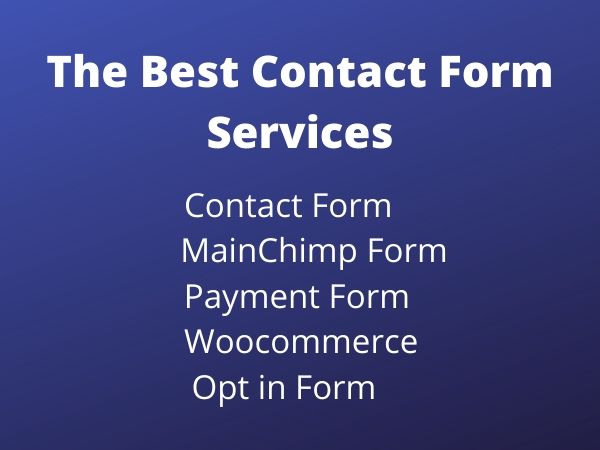 The Best Contact Form
Services
Contact Form
MainChimp Form
Payment Form
Woocommerce
Opt in Form